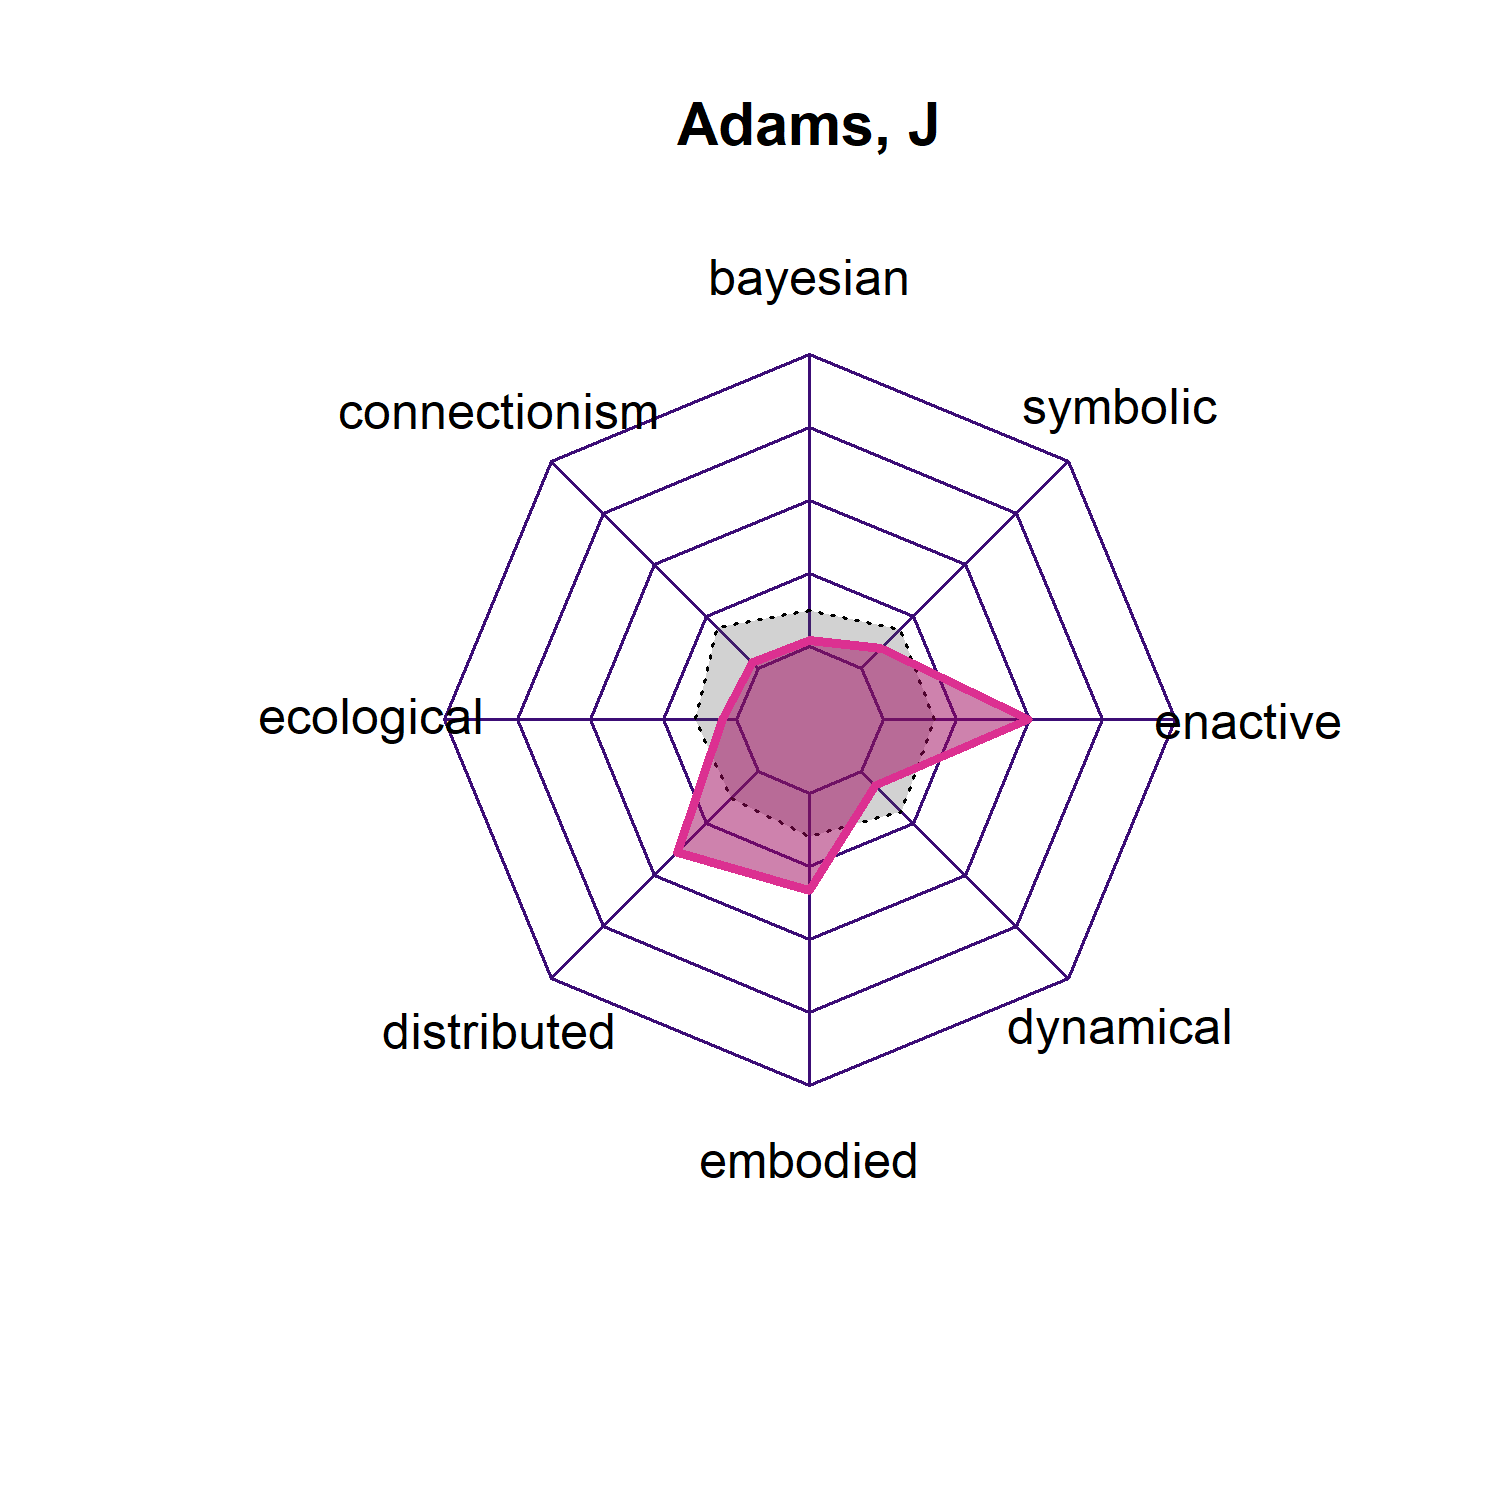 Adams, J
bayesian
symbolic
connectionism
ecological
enactive
distributed
dynamical
embodied